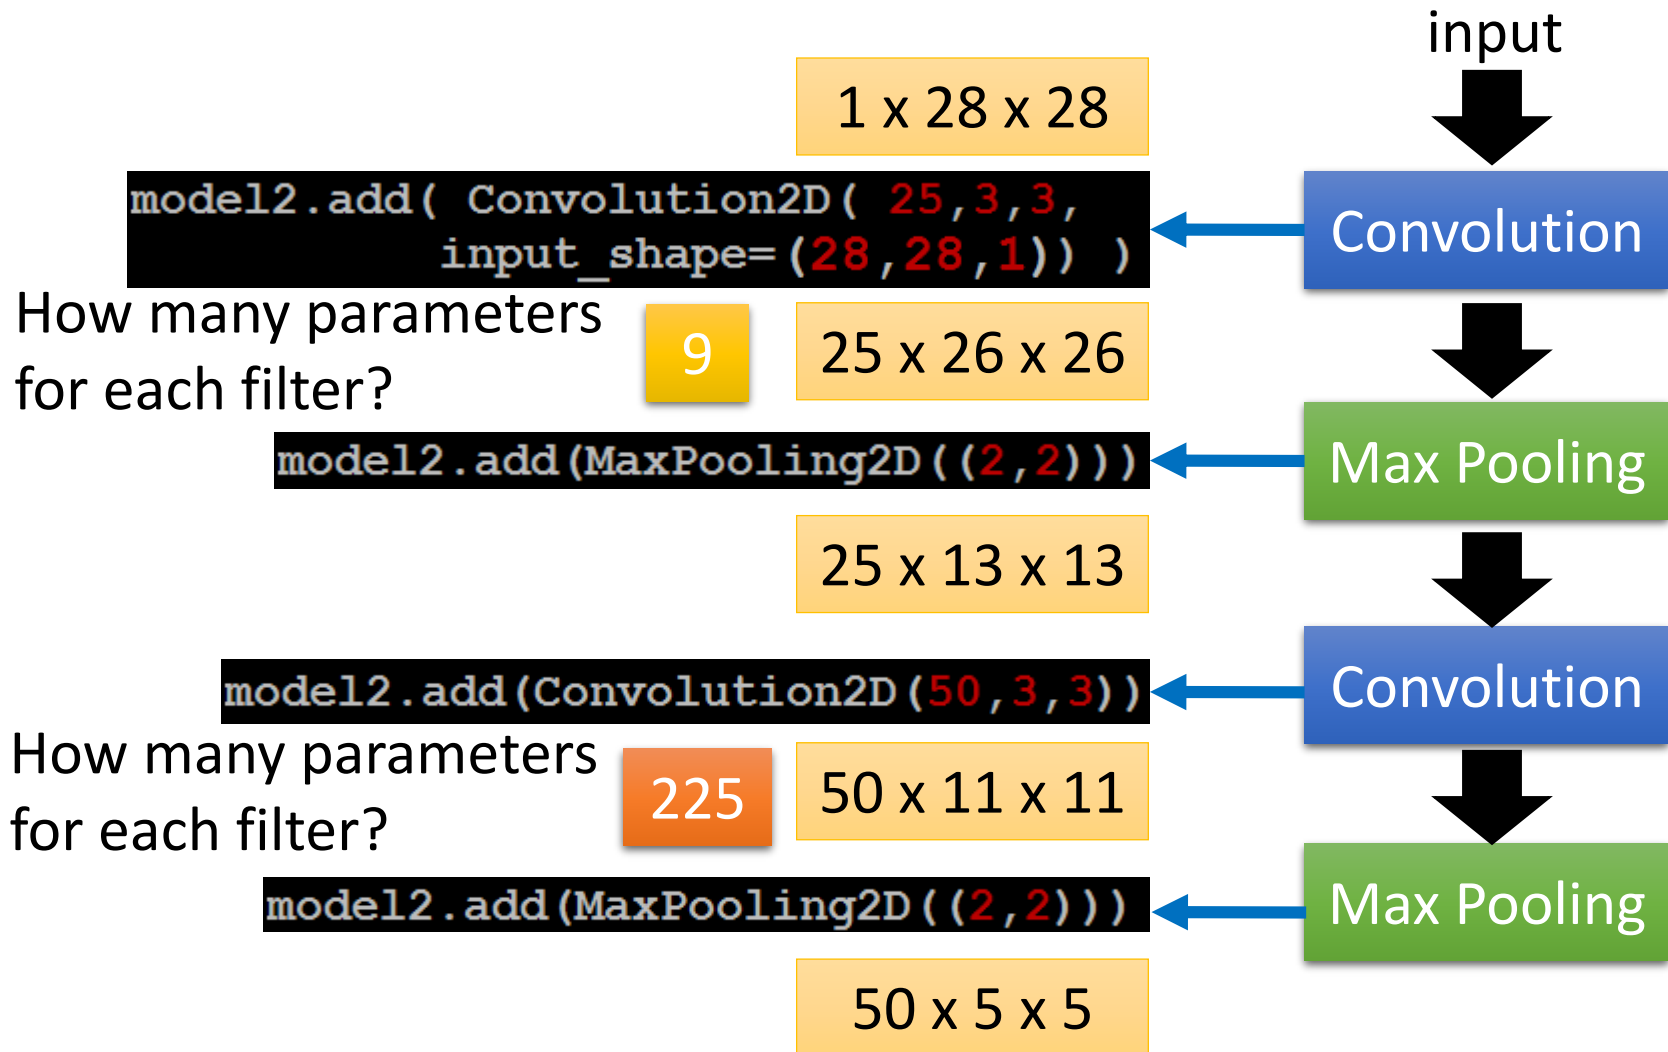 input
1 x 28 x 28
model2.add( Convolution2D( 25,3,3,
input_shape=(28,28,1)) )
Convolution
How many parameters
for each filter?
9
25 x 26 x 26
model2.add(MaxPooling2D((2,2)))
Max Pooling
25 x 13 x 13
model2.add(Convolution2D(50,3,3))
Convolution
How many parameters
for each filter?
225
50 x 11 x 11
model2.add(MaxPooling2D((2,2)))
Max Pooling
50 x 5 x 5